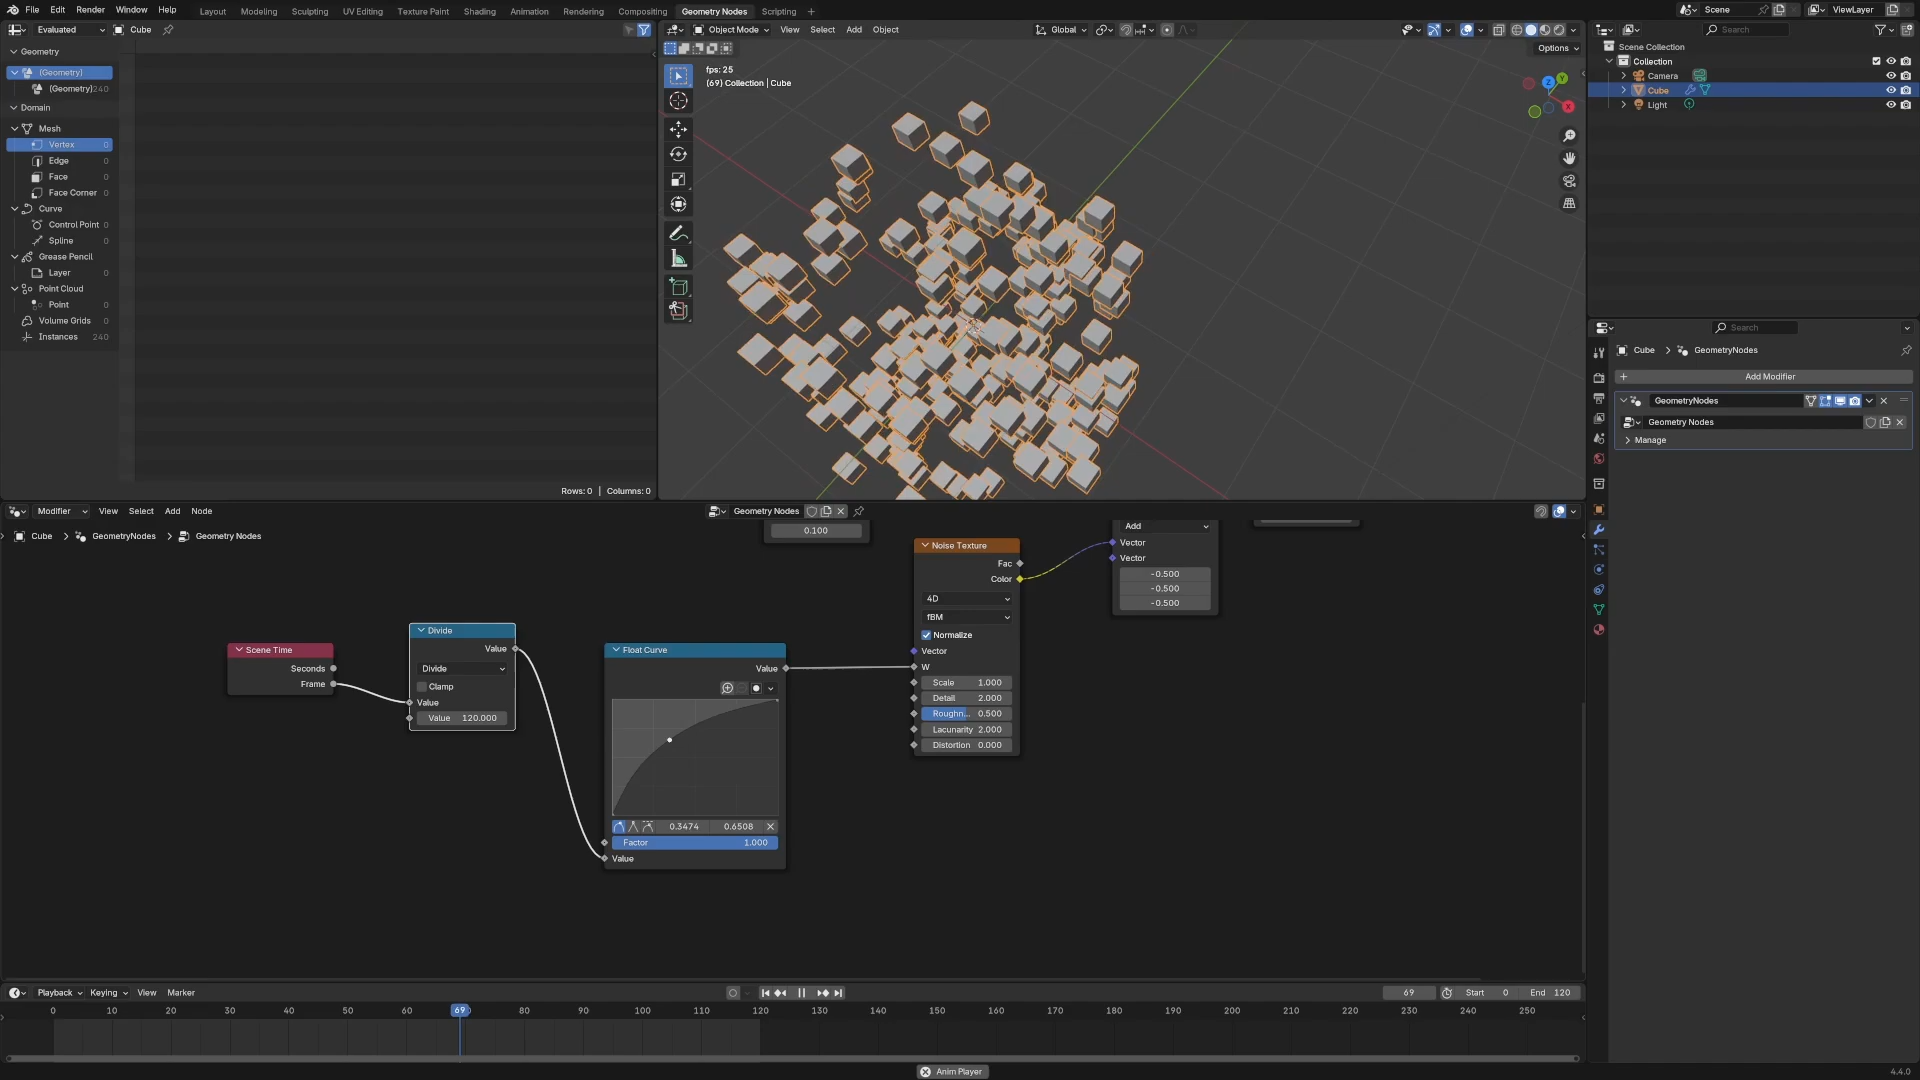 File Edit Render Window Help Layout Modeling Sculpting UV Editing Texture Paint Shading Animation Rendering Compositing Geometry Nodes Scripting + Scene ViewLayer
Evaluated Cube
Object Mode View Select Add Object Global
Search
Options
Geometry
(Geometry)
(Geometry) 240
Domain
Mesh
Vertex 0
Edge 0
Face 0
Face Corner 0
Curve
Control Point 0
Spline 0
Grease Pencil
Layer 0
Point Cloud
Point 0
Volume Grids 0
Instances 240
Rows: 0 | Columns: 0
fps: 25
(69) Collection | Cube
Z
Y
X
Scene Collection
Collection
Camera
Cube
Light
Search
Cube > GeometryNodes
+ Add Modifier
GeometryNodes
Geometry Nodes
Manage
Modifier View Select Add Node Geometry Nodes
Cube > GeometryNodes > Geometry Nodes
0.100
Scene Time
Seconds
Frame
Divide
Value
Divide
Clamp
Value
Value 120.000
Float Curve
Value
0.3474 0.6508
Factor 1.000
Value
Noise Texture
Fac
Color
4D
fBM
Normalize
Vector
W
Scale 1.000
Detail 2.000
Roughn... 0.500
Lacunarity 2.000
Distortion 0.000
Add
Vector
Vector
-0.500
-0.500
-0.500
Playback Keying View Marker 69 Start 0 End 120
0 10 20 30 40 50 60 69 80 90 100 110 120 130 140 150 160 170 180 190 200 210 220 230 240 250
Anim Player
4.4.0